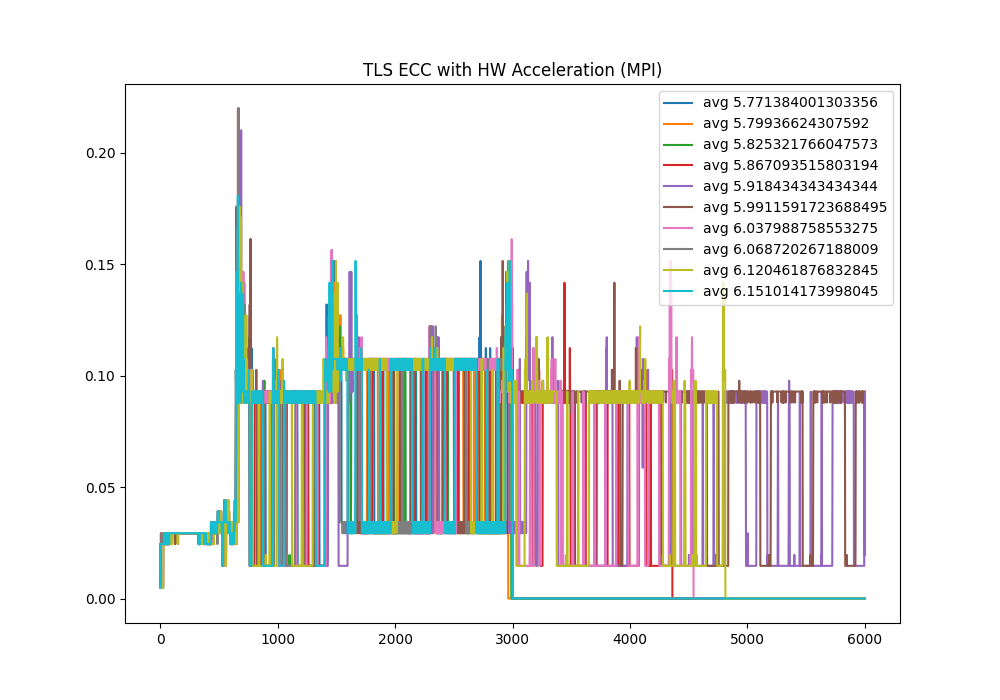 TLS ECC with HW Acceleration (MPI)
avg 5.771384001303356
avg 5.79936624307592
avg 5.825321766047573
avg 5.867093515803194
avg 5.918434343434344
avg 5.9911591723688495
avg 6.037988758553275
avg 6.068720267188009
avg 6.120461876832845
avg 6.151014173998045
0.20
0.15
0.10
0.05
0.00
0 1000 2000 3000 4000 5000 6000